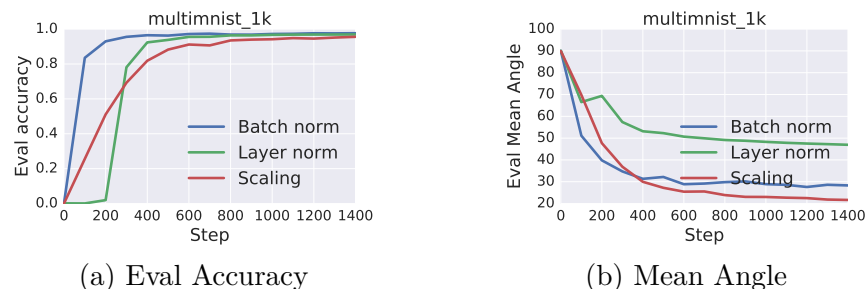 multimnist_1k
1.0
0.8
0.6
0.4
0.2
0.0
Eval accuracy
Batch norm
Layer norm
Scaling
0 200 400 600 800 1000 1200 1400
Step
(a) Eval Accuracy
multimnist_1k
100
90
80
70
60
50
40
30
20
Eval Mean Angle
Batch norm
Layer norm
Scaling
0 200 400 600 800 1000 1200 1400
Step
(b) Mean Angle